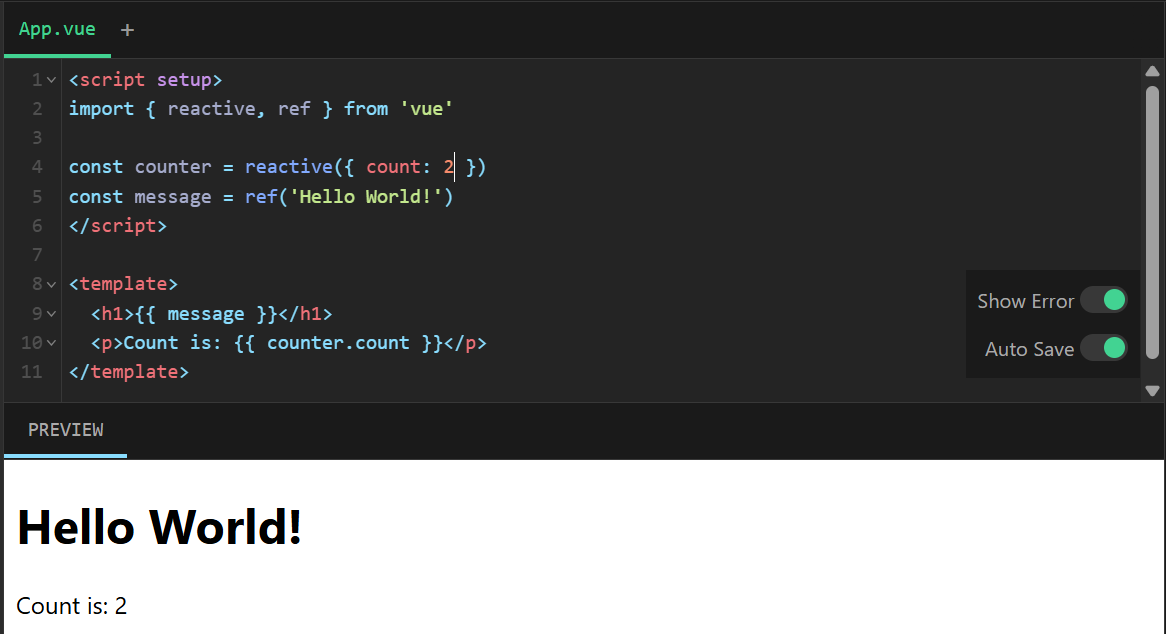 App.vue +
1 <script setup>
2 import { reactive, ref } from 'vue'
3
4 const counter = reactive({ count: 2 })
5 const message = ref('Hello World!')
6 </script>
7
8 <template>
9   <h1>{{ message }}</h1>
10   <p>Count is: {{ counter.count }}</p>
11 </template>
Show Error
Auto Save
PREVIEW
Hello World!
Count is: 2